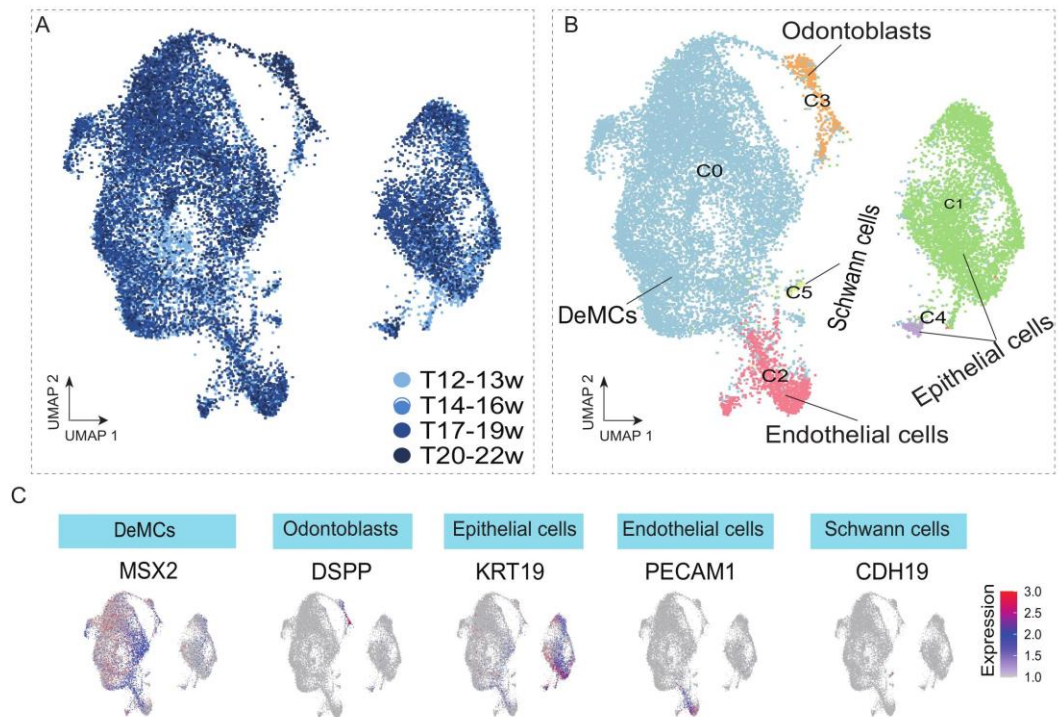 A
UMAP 2
UMAP 1
T12-13w
T14-16w
T17-19w
T20-22w
B
Odontoblasts
C3
C0
C1
Schwann cells
C5
DeMCs
C4
Epithelial cells
C2
Endothelial cells
UMAP 2
UMAP 1
C
DeMCs
Odontoblasts
Epithelial cells
Endothelial cells
Schwann cells
MSX2
DSPP
KRT19
PECAM1
CDH19
Expression
3.0
2.5
2.0
1.5
1.0